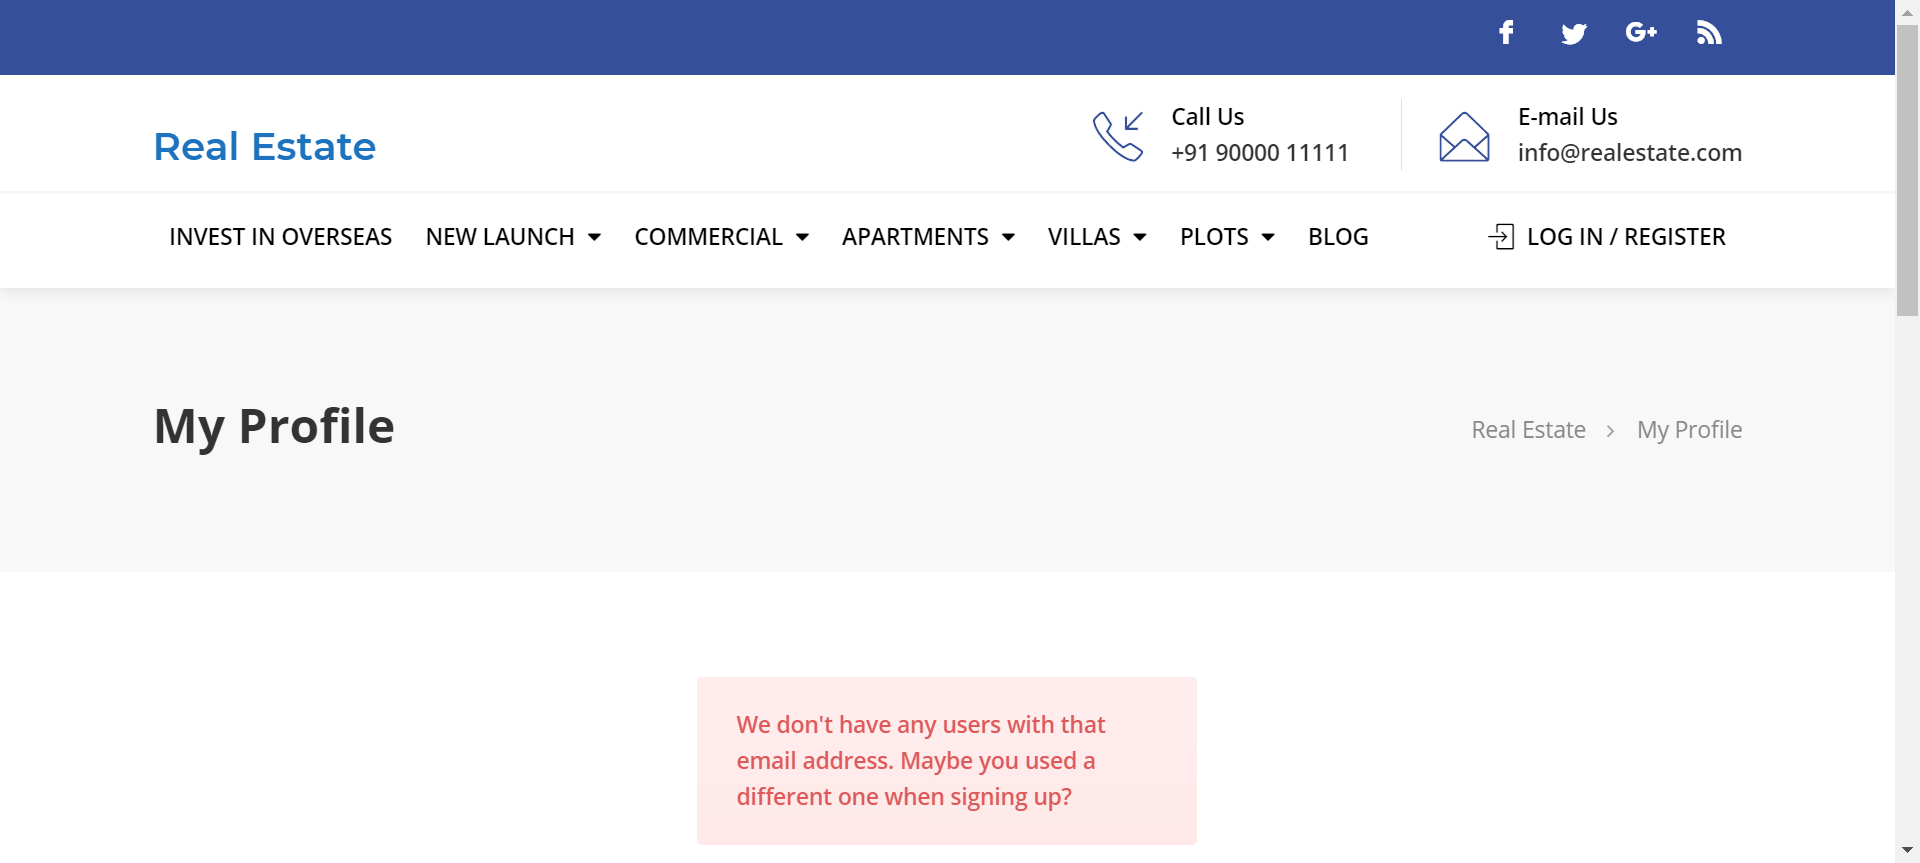 Real Estate
Call Us
+91 90000 11111
E-mail Us
info@realestate.com
INVEST IN OVERSEAS NEW LAUNCH COMMERCIAL APARTMENTS VILLAS PLOTS BLOG LOG IN / REGISTER
My Profile
Real Estate > My Profile
We don't have any users with that
email address. Maybe you used a
different one when signing up?